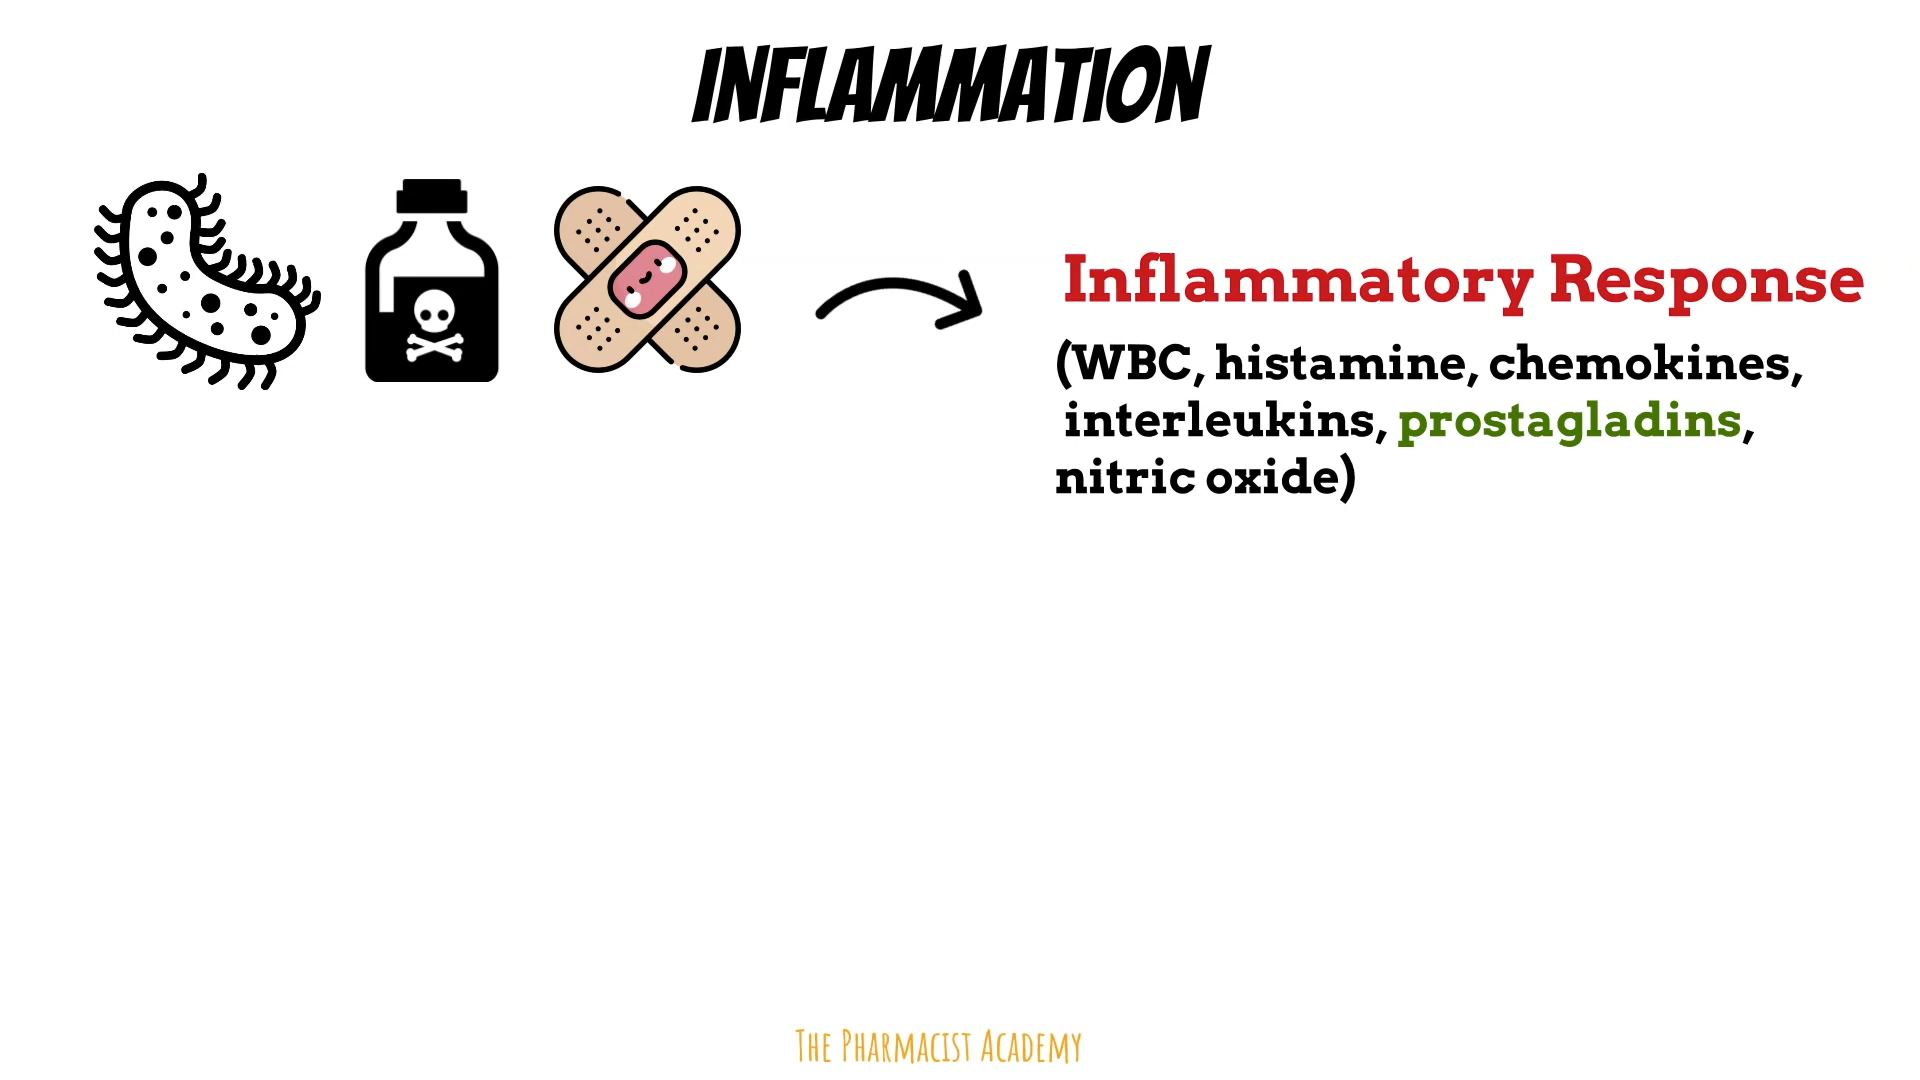 INFLAMMATION
Inflammatory Response
(WBC, histamine, chemokines,
interleukins, prostagladins,
nitric oxide)
The Pharmacist Academy